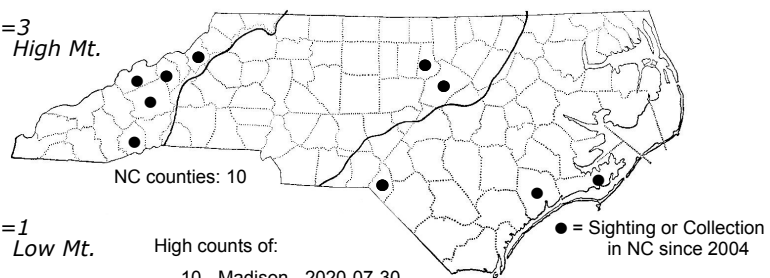 =3
High Mt.
NC counties: 10
=1
Low Mt.
High counts of:
● = Sighting or Collection
in NC since 2004
10 - Madison - 2020-07-30